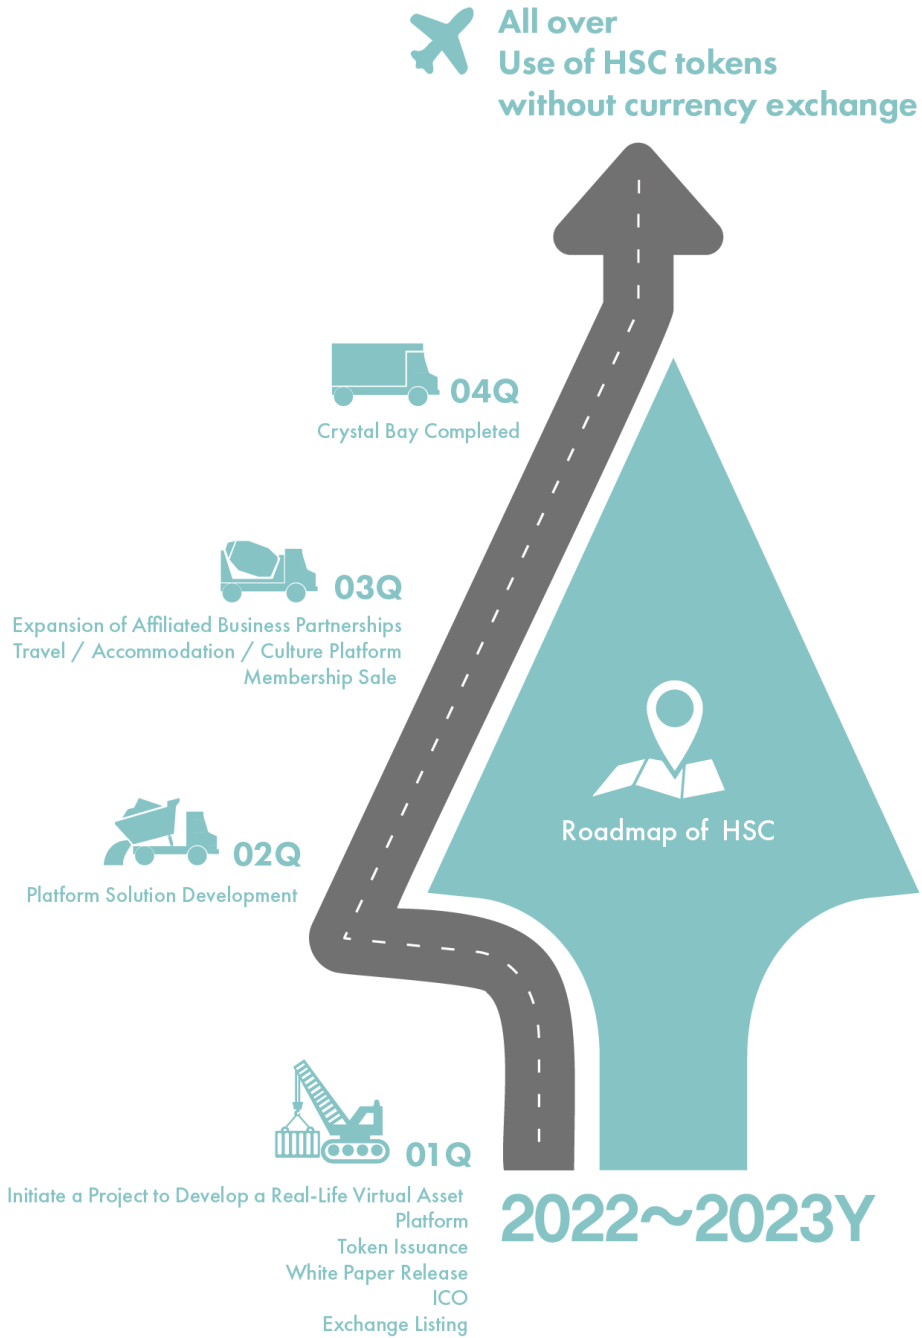 All over
Use of HSC tokens
without currency exchange
04Q
Crystal Bay Completed
03Q
Expansion of Affiliated Business Partnerships
Travel / Accommodation / Culture Platform
Membership Sale
Roadmap of HSC
02Q
Platform Solution Development
01Q
Initiate a Project to Develop a Real-Life Virtual Asset
Platform
Token Issuance
White Paper Release
ICO
Exchange Listing
2022~2023Y